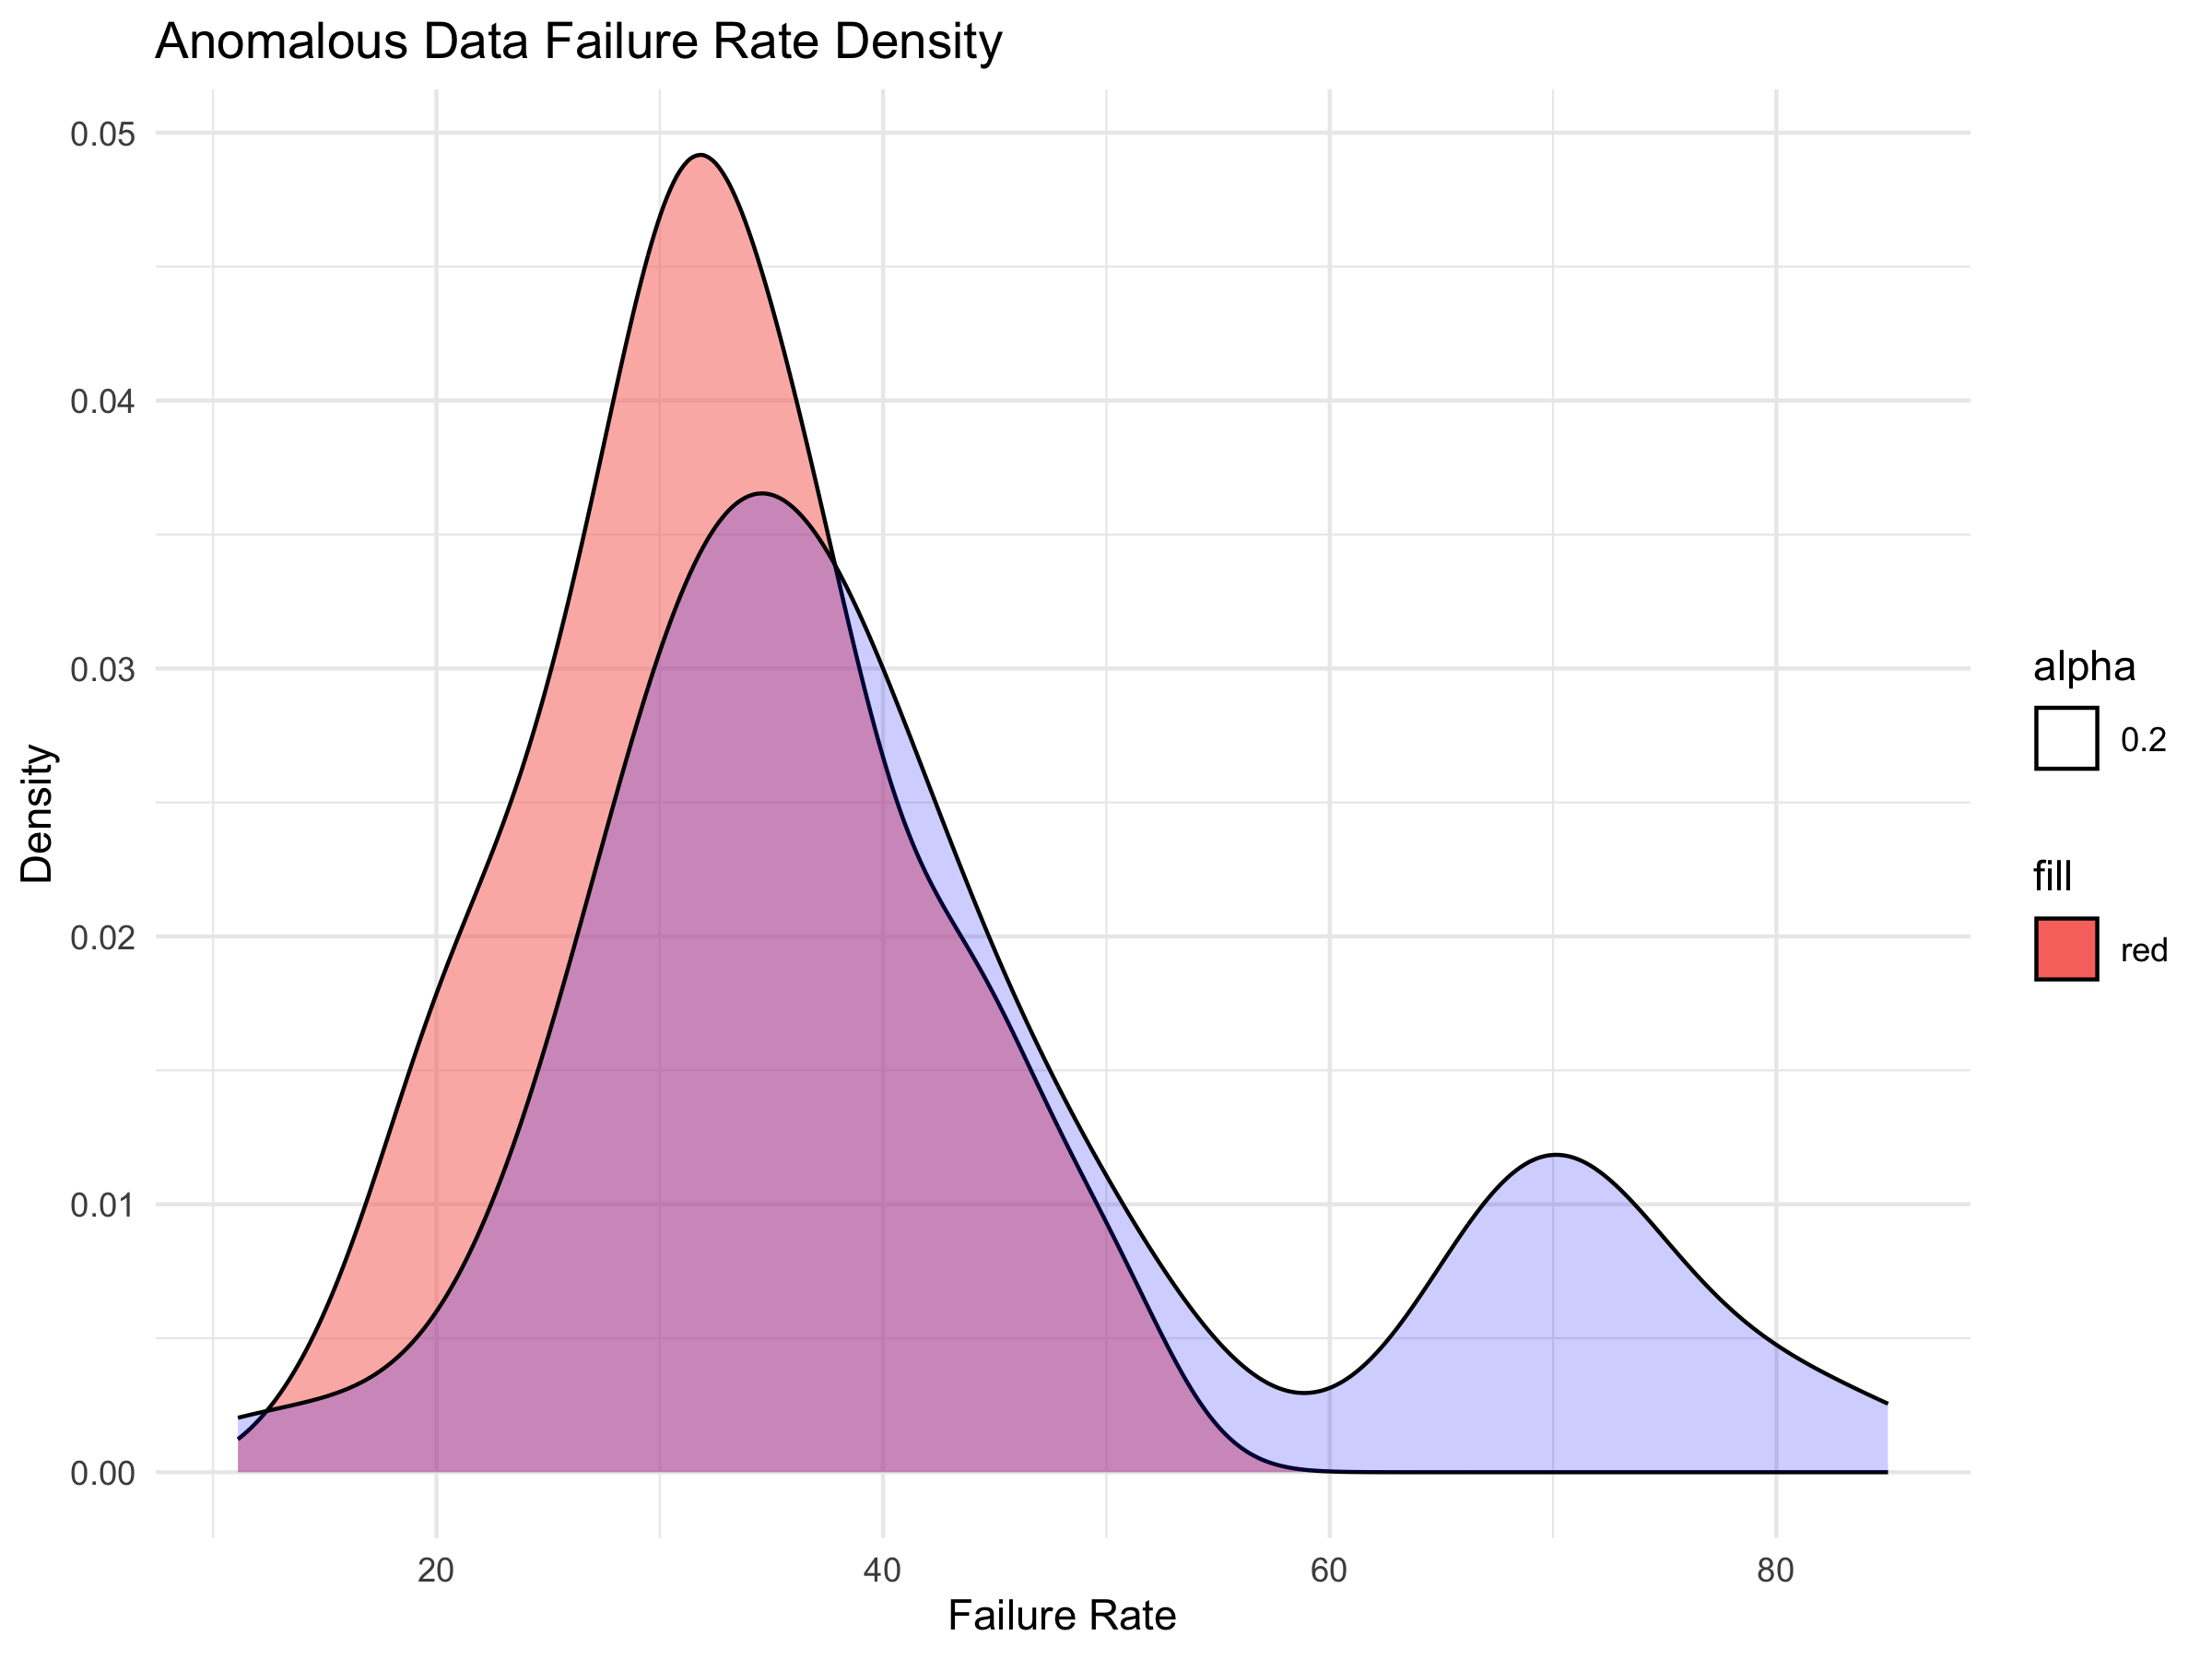 Anomalous Data Failure Rate Density
0.05
0.04
0.03
0.02
0.01
0.00
Density
20 40 60 80
Failure Rate
alpha
0.2
fill
red